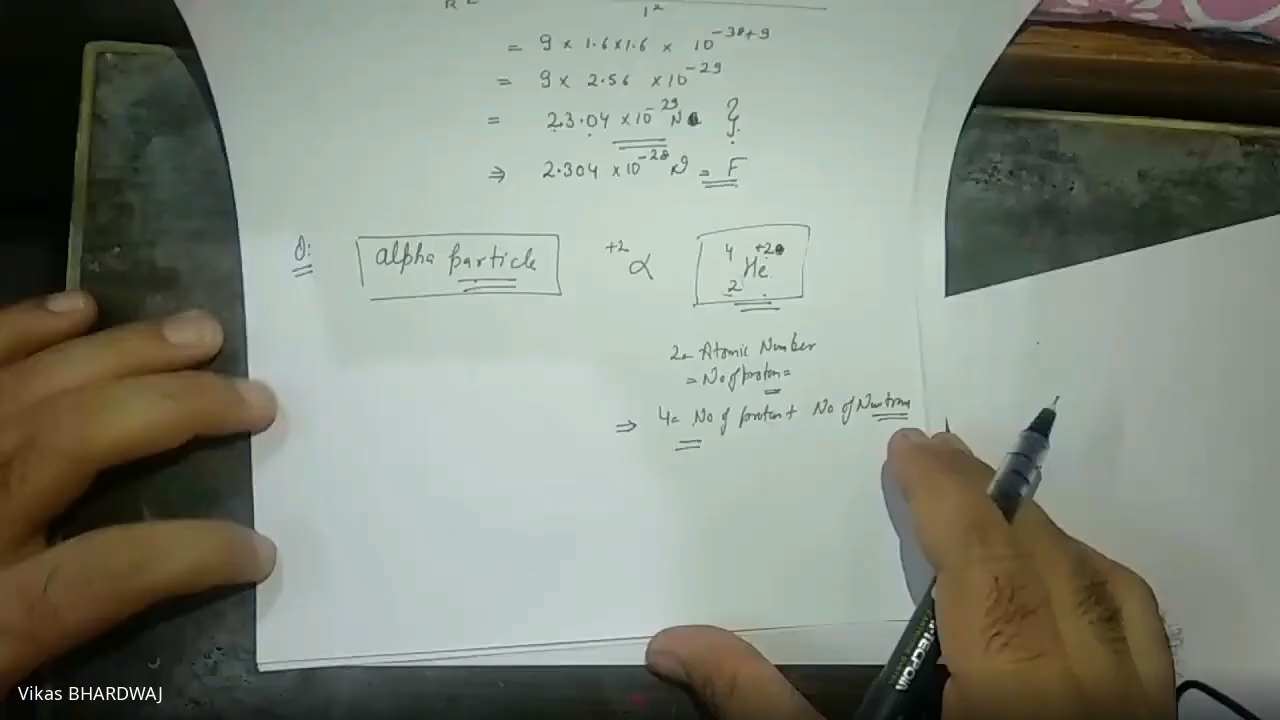 1²
= 9 × 1.6×1.6 × 10⁻³⁸⁺⁹
= 9 × 2.56 ×10⁻²⁹
= 23.04 ×10⁻²⁹ N }
⇒ 2.304 ×10⁻²⁸ N = F
Q: alpha particle +2 α 4 +2 He 2
2= Atomic Number
= No of proton =
⇒ 4= No of proton + No of Neutron
Vikas BHARDWAJ